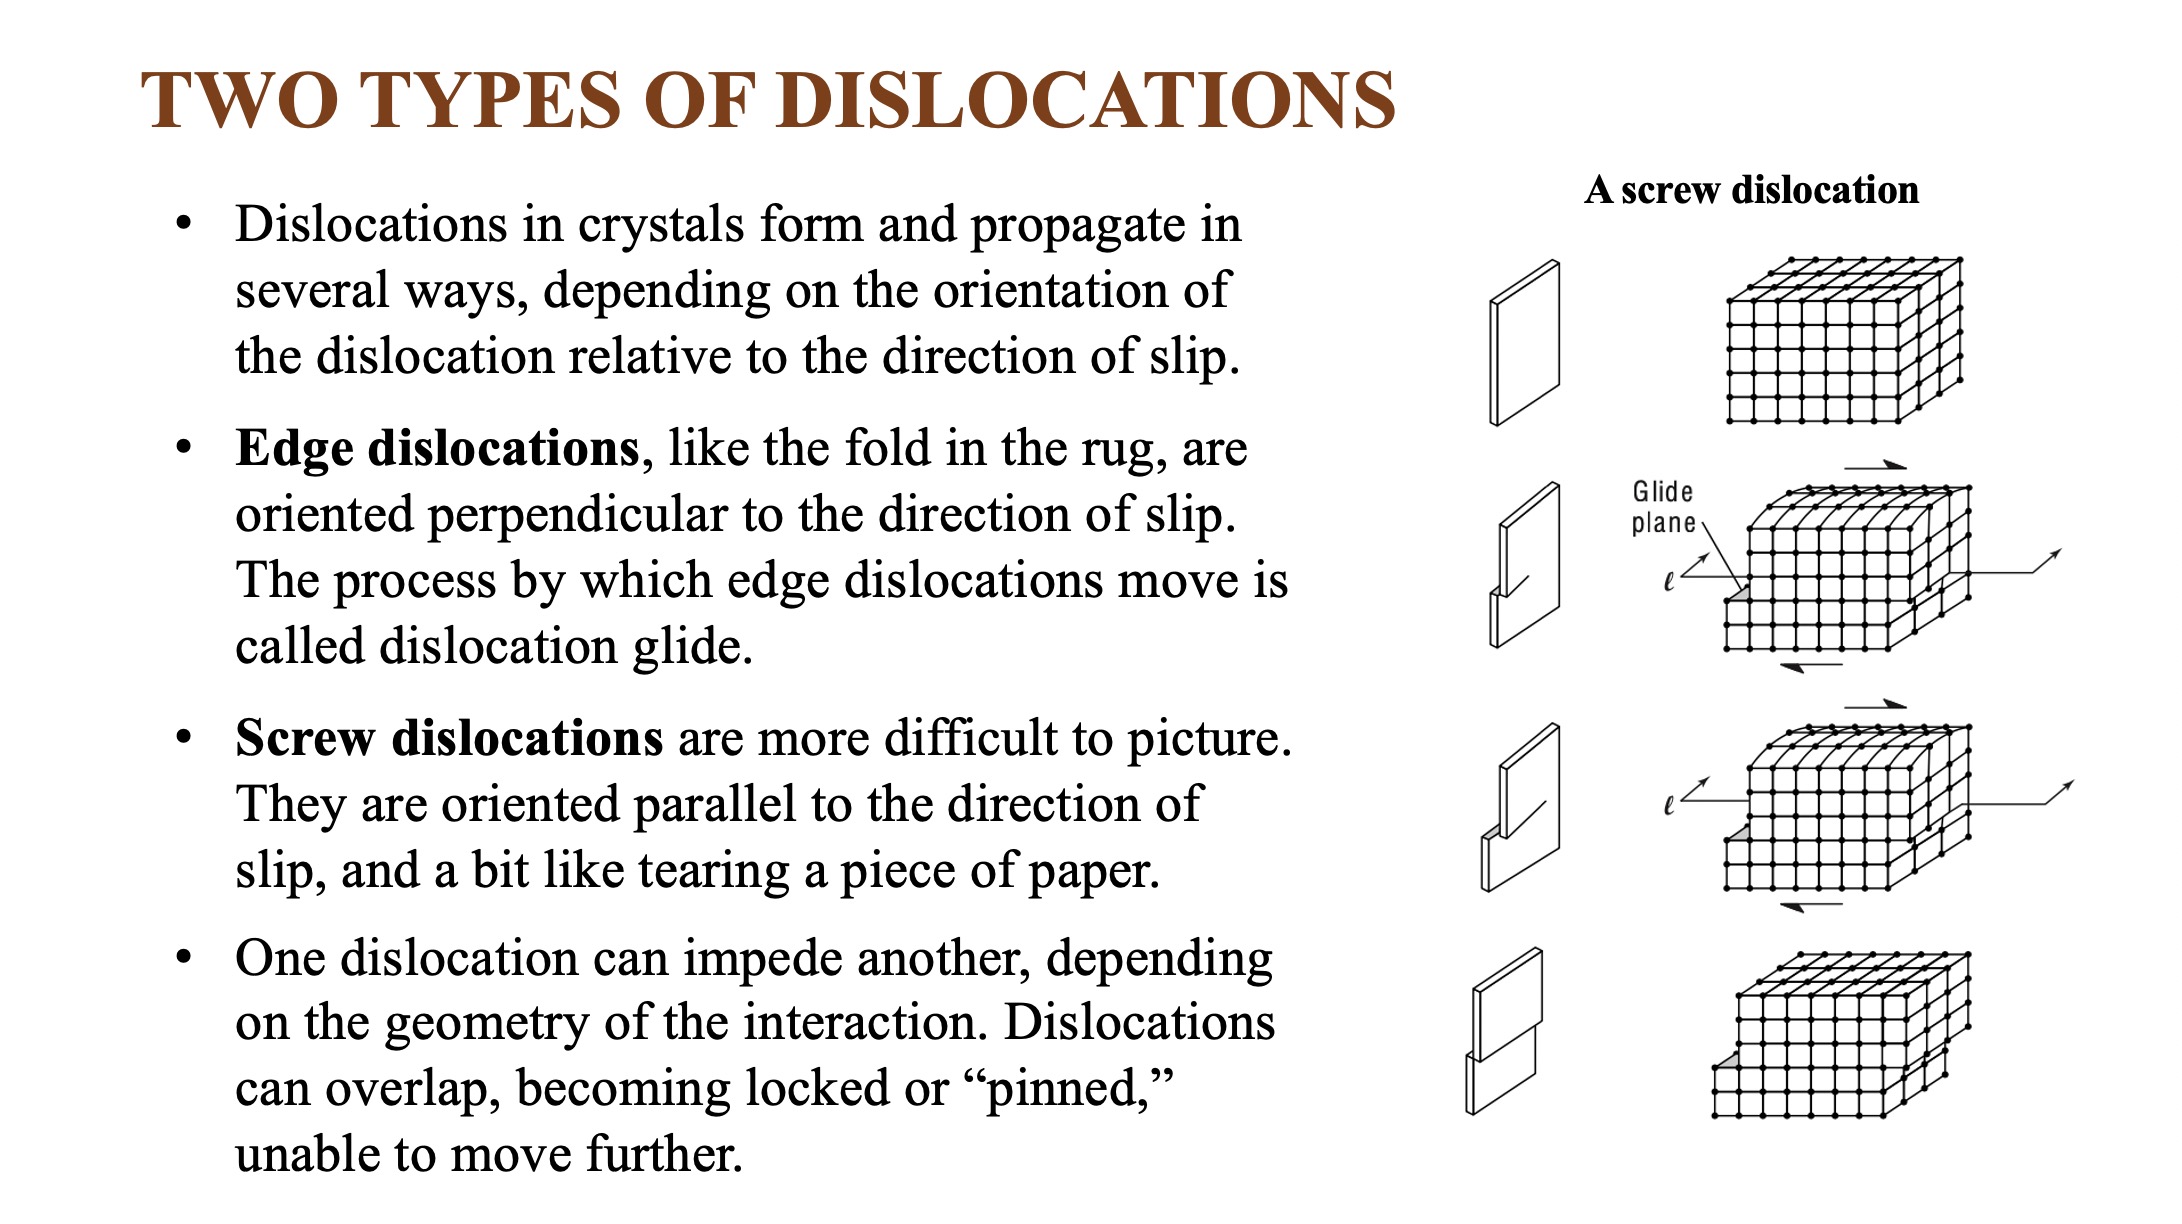 TWO TYPES OF DISLOCATIONS
• Dislocations in crystals form and propagate in
several ways, depending on the orientation of
the dislocation relative to the direction of slip.
• Edge dislocations, like the fold in the rug, are
oriented perpendicular to the direction of slip.
The process by which edge dislocations move is
called dislocation glide.
• Screw dislocations are more difficult to picture.
They are oriented parallel to the direction of
slip, and a bit like tearing a piece of paper.
• One dislocation can impede another, depending
on the geometry of the interaction. Dislocations
can overlap, becoming locked or “pinned,”
unable to move further.
A screw dislocation
Glide
plane
ℓ
ℓ